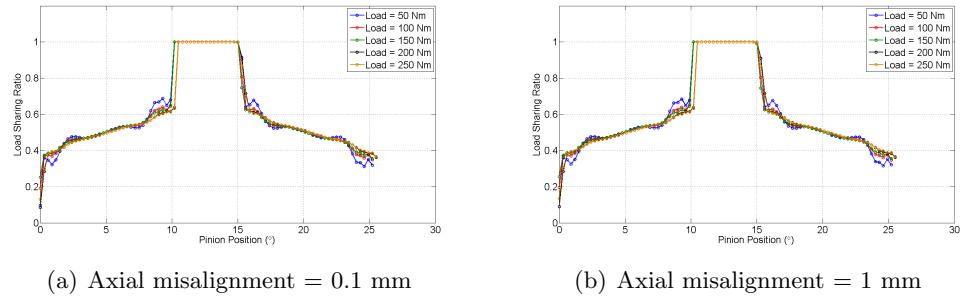 Load = 50 Nm
Load = 100 Nm
Load = 150 Nm
Load = 200 Nm
Load = 250 Nm
1
0.8
0.6
0.4
0.2
0
Load Sharing Ratio
0 5 10 15 20 25 30
Pinion Position (°)
(a) Axial misalignment = 0.1 mm
Load = 50 Nm
Load = 100 Nm
Load = 150 Nm
Load = 200 Nm
Load = 250 Nm
1
0.8
0.6
0.4
0.2
0
Load Sharing Ratio
0 5 10 15 20 25 30
Pinion Position (°)
(b) Axial misalignment = 1 mm